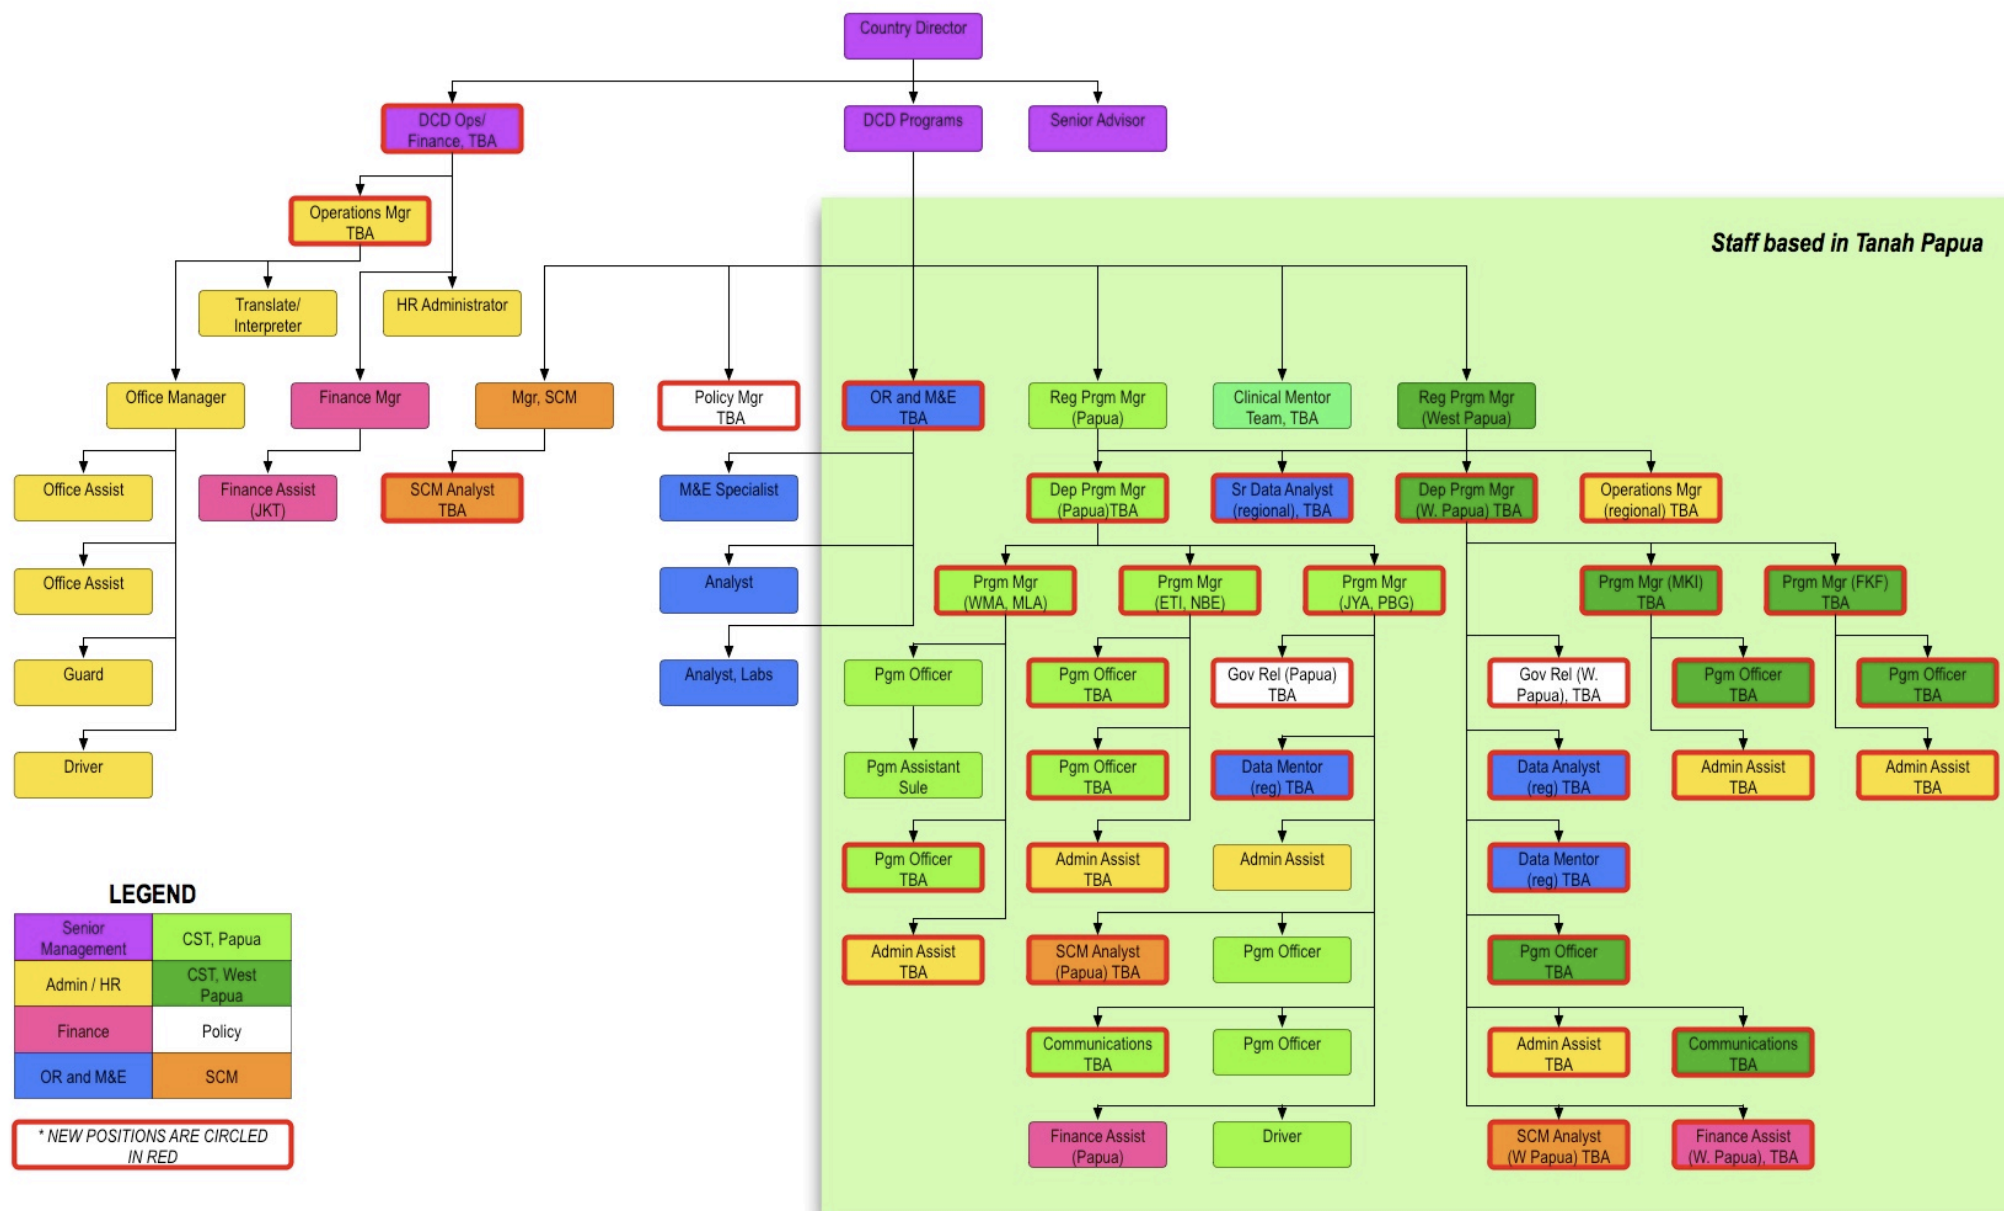 Country Director
DCD Ops/
Finance, TBA
DCD Programs
Senior Advisor
Operations Mgr
TBA
Staff based in Tanah Papua
Translate/
Interpreter
HR Administrator
Office Manager
Finance Mgr
Mgr, SCM
Policy Mgr
TBA
OR and M&E
TBA
Reg Prgm Mgr
(Papua)
Clinical Mentor
Team, TBA
Reg Prgm Mgr
(West Papua)
Office Assist
Finance Assist
(JKT)
SCM Analyst
TBA
M&E Specialist
Dep Prgm Mgr
(Papua)TBA
Sr Data Analyst
(regional), TBA
Dep Prgm Mgr
(W. Papua) TBA
Operations Mgr
(regional) TBA
Office Assist
Analyst
Prgm Mgr
(WMA, MLA)
Prgm Mgr
(ETI, NBE)
Prgm Mgr
(JYA, PBG)
Prgm Mgr (MKI)
TBA
Prgm Mgr (FKF)
TBA
Guard
Analyst, Labs
Pgm Officer
Pgm Officer
TBA
Gov Rel (Papua)
TBA
Gov Rel (W.
Papua), TBA
Pgm Officer
TBA
Pgm Officer
TBA
Driver
Pgm Assistant
Sule
Pgm Officer
TBA
Data Mentor
(reg) TBA
Data Analyst
(reg) TBA
Admin Assist
TBA
Admin Assist
TBA
Pgm Officer
TBA
Admin Assist
TBA
Admin Assist
Data Mentor
(reg) TBA
Admin Assist
TBA
SCM Analyst
(Papua) TBA
Pgm Officer
Pgm Officer
TBA
Communications
TBA
Pgm Officer
Admin Assist
TBA
Communications
TBA
Finance Assist
(Papua)
Driver
SCM Analyst
(W Papua) TBA
Finance Assist
(W. Papua), TBA
LEGEND
Senior
Management
CST, Papua
Admin / HR
CST, West
Papua
Finance
Policy
OR and M&E
SCM
* NEW POSITIONS ARE CIRCLED
IN RED